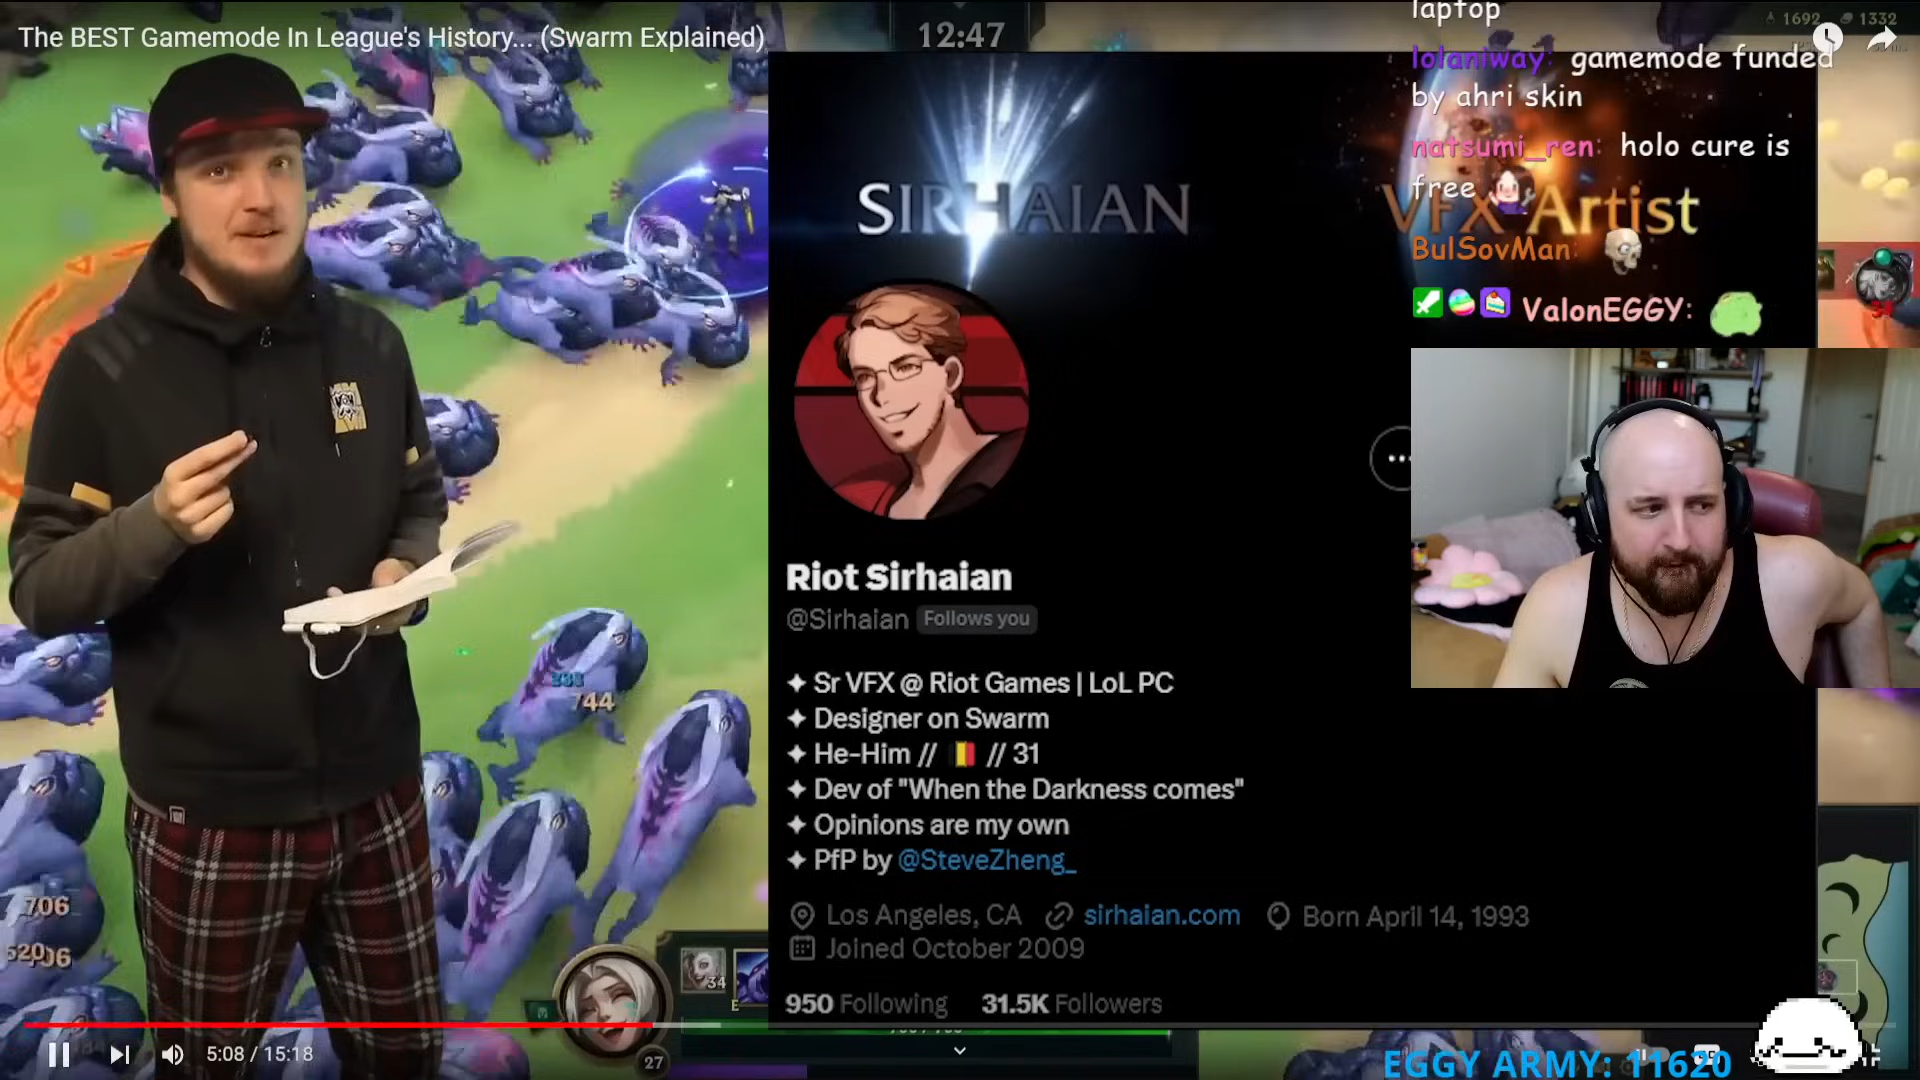 The BEST Gamemode In League's History... (Swarm Explained)
12:47
1692 1332
laptop
lolaniway: gamemode funded
by ahri skin
natsumi_ren: holo cure is
free
SIRHAIAN
VFX Artist
BulSovMan:
ValonEGGY:
Riot Sirhaian
@Sirhaian Follows you
Sr VFX @ Riot Games | LoL PC
Designer on Swarm
He-Him // // 31
Dev of "When the Darkness comes"
Opinions are my own
PfP by @SteveZheng_
Los Angeles, CA sirhaian.com Born April 14, 1993
Joined October 2009
950 Following 31.5K Followers
744
706
34
E
27
5:08 / 15:18
EGGY ARMY: 11620